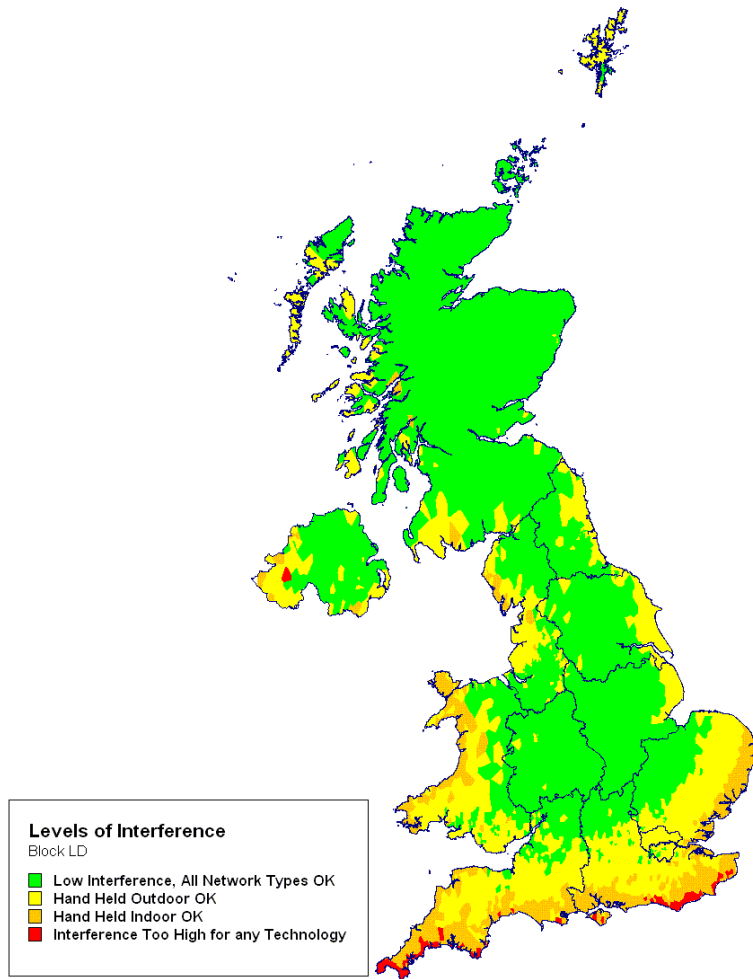 Levels of Interference
Block LD
Low Interference, All Network Types OK
Hand Held Outdoor OK
Hand Held Indoor OK
Interference Too High for any Technology